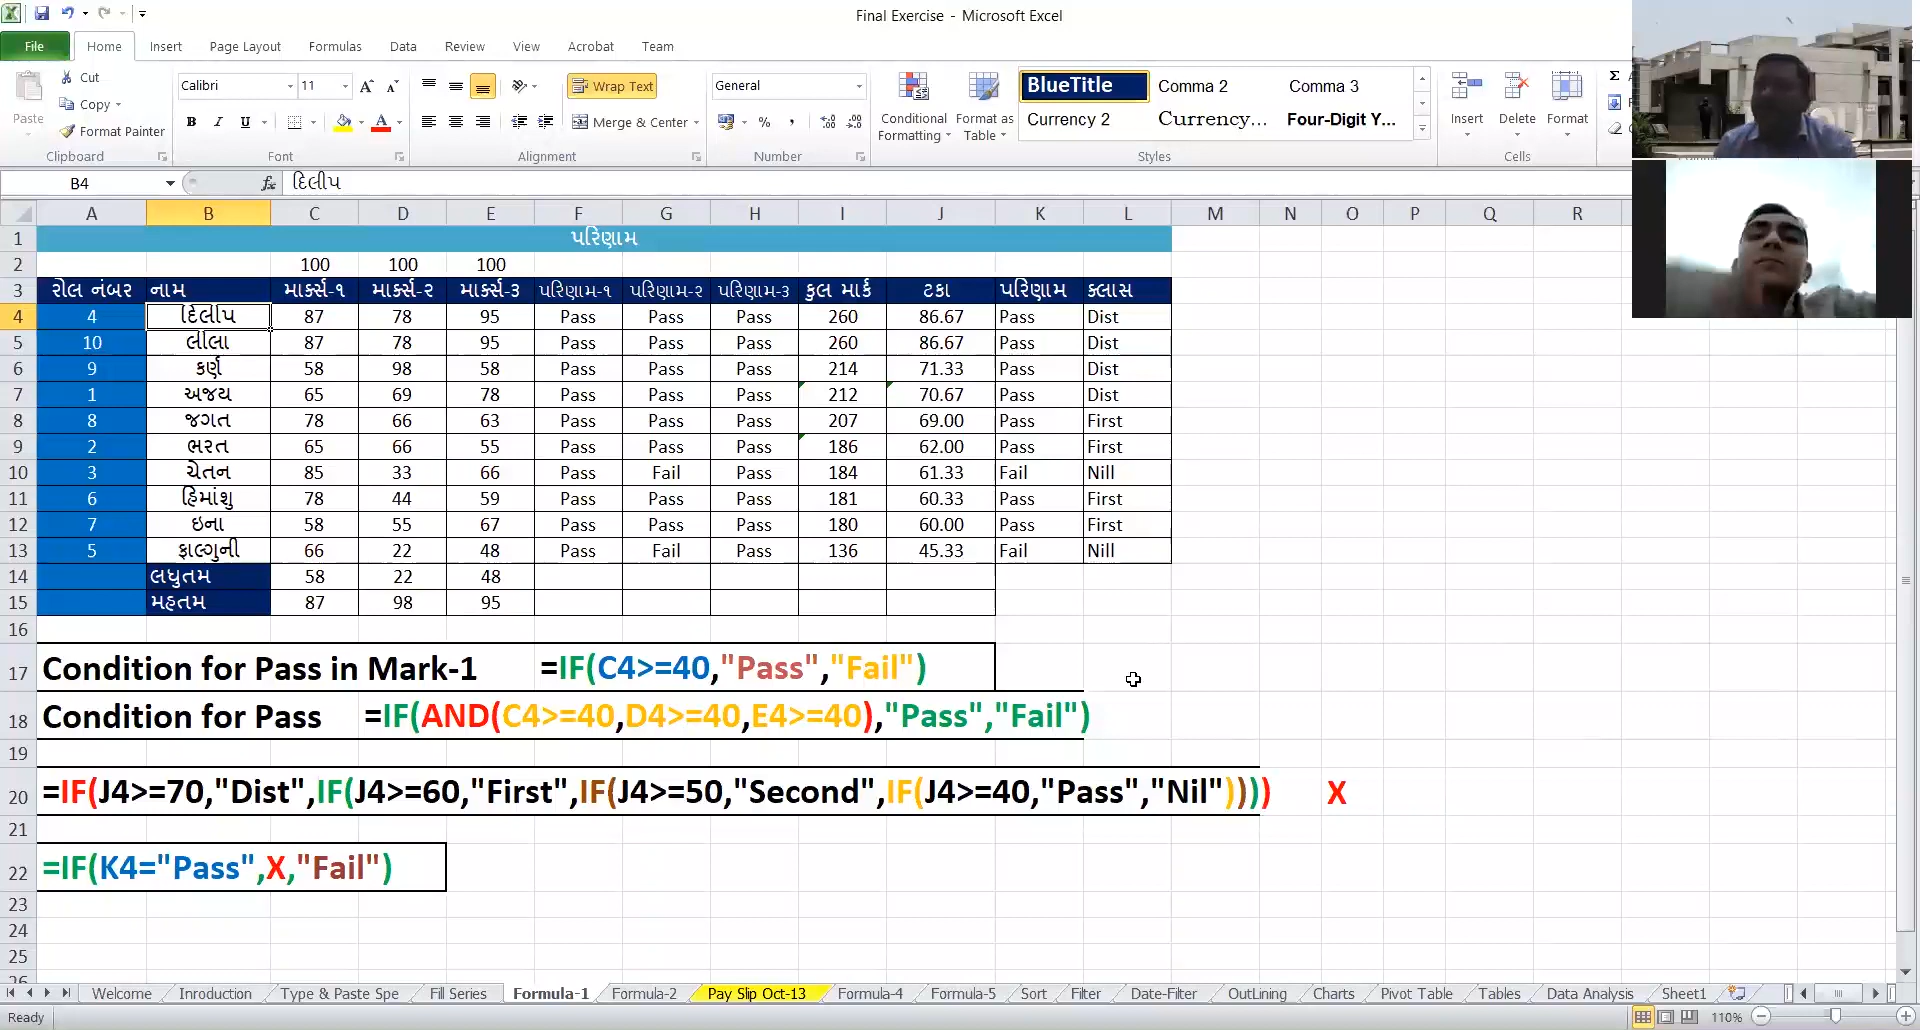 Final Exercise - Microsoft Excel
File Home Insert Page Layout Formulas Data Review View Acrobat Team
Cut
Copy
Format Painter
Paste
Clipboard
Calibri 11
B I U
Font
Wrap Text
Merge & Center
Alignment
General
% ,
Number
Conditional Formatting
Format as Table
BlueTitle Comma 2 Comma 3
Currency 2 Currency... Four-Digit Y...
Styles
Insert Delete Format
Cells
B4 fx દિલીપ
A B C D E F G H I J K L M N O P Q R
1 પરિણામ
2 100 100 100
3 રોલ નંબર નામ માર્ક્સ-૧ માર્ક્સ-૨ માર્ક્સ-૩ પરિણામ-૧ પરિણામ-૨ પરિણામ-૩ કુલ માર્ક ટકા પરિણામ ક્લાસ
4 4 દિલીપ 87 78 95 Pass Pass Pass 260 86.67 Pass Dist
5 10 લીલા 87 78 95 Pass Pass Pass 260 86.67 Pass Dist
6 9 કર્ણ 58 98 58 Pass Pass Pass 214 71.33 Pass Dist
7 1 અજય 65 69 78 Pass Pass Pass 212 70.67 Pass Dist
8 8 જગત 78 66 63 Pass Pass Pass 207 69.00 Pass First
9 2 ભરત 65 66 55 Pass Pass Pass 186 62.00 Pass First
10 3 ચેતન 85 33 66 Pass Fail Pass 184 61.33 Fail Nill
11 6 હિમાંશુ 78 44 59 Pass Pass Pass 181 60.33 Pass First
12 7 ઇના 58 55 67 Pass Pass Pass 180 60.00 Pass First
13 5 ફાલ્ગુની 66 22 48 Pass Fail Pass 136 45.33 Fail Nill
14 લઘુતમ 58 22 48
15 મહતમ 87 98 95
16
17 Condition for Pass in Mark-1 =IF(C4>=40,"Pass","Fail")
18 Condition for Pass =IF(AND(C4>=40,D4>=40,E4>=40),"Pass","Fail")
19
20 =IF(J4>=70,"Dist",IF(J4>=60,"First",IF(J4>=50,"Second",IF(J4>=40,"Pass","Nil")))) X
21
22 =IF(K4="Pass",X,"Fail")
23
24
25
26
Welcome Inroduction Type & Paste Spe Fill Series Formula-1 Formula-2 Pay Slip Oct-13 Formula-4 Formula-5 Sort Filter Date-Filter OutLining Charts Pivot Table Tables Data Analysis Sheet1
Ready 110%